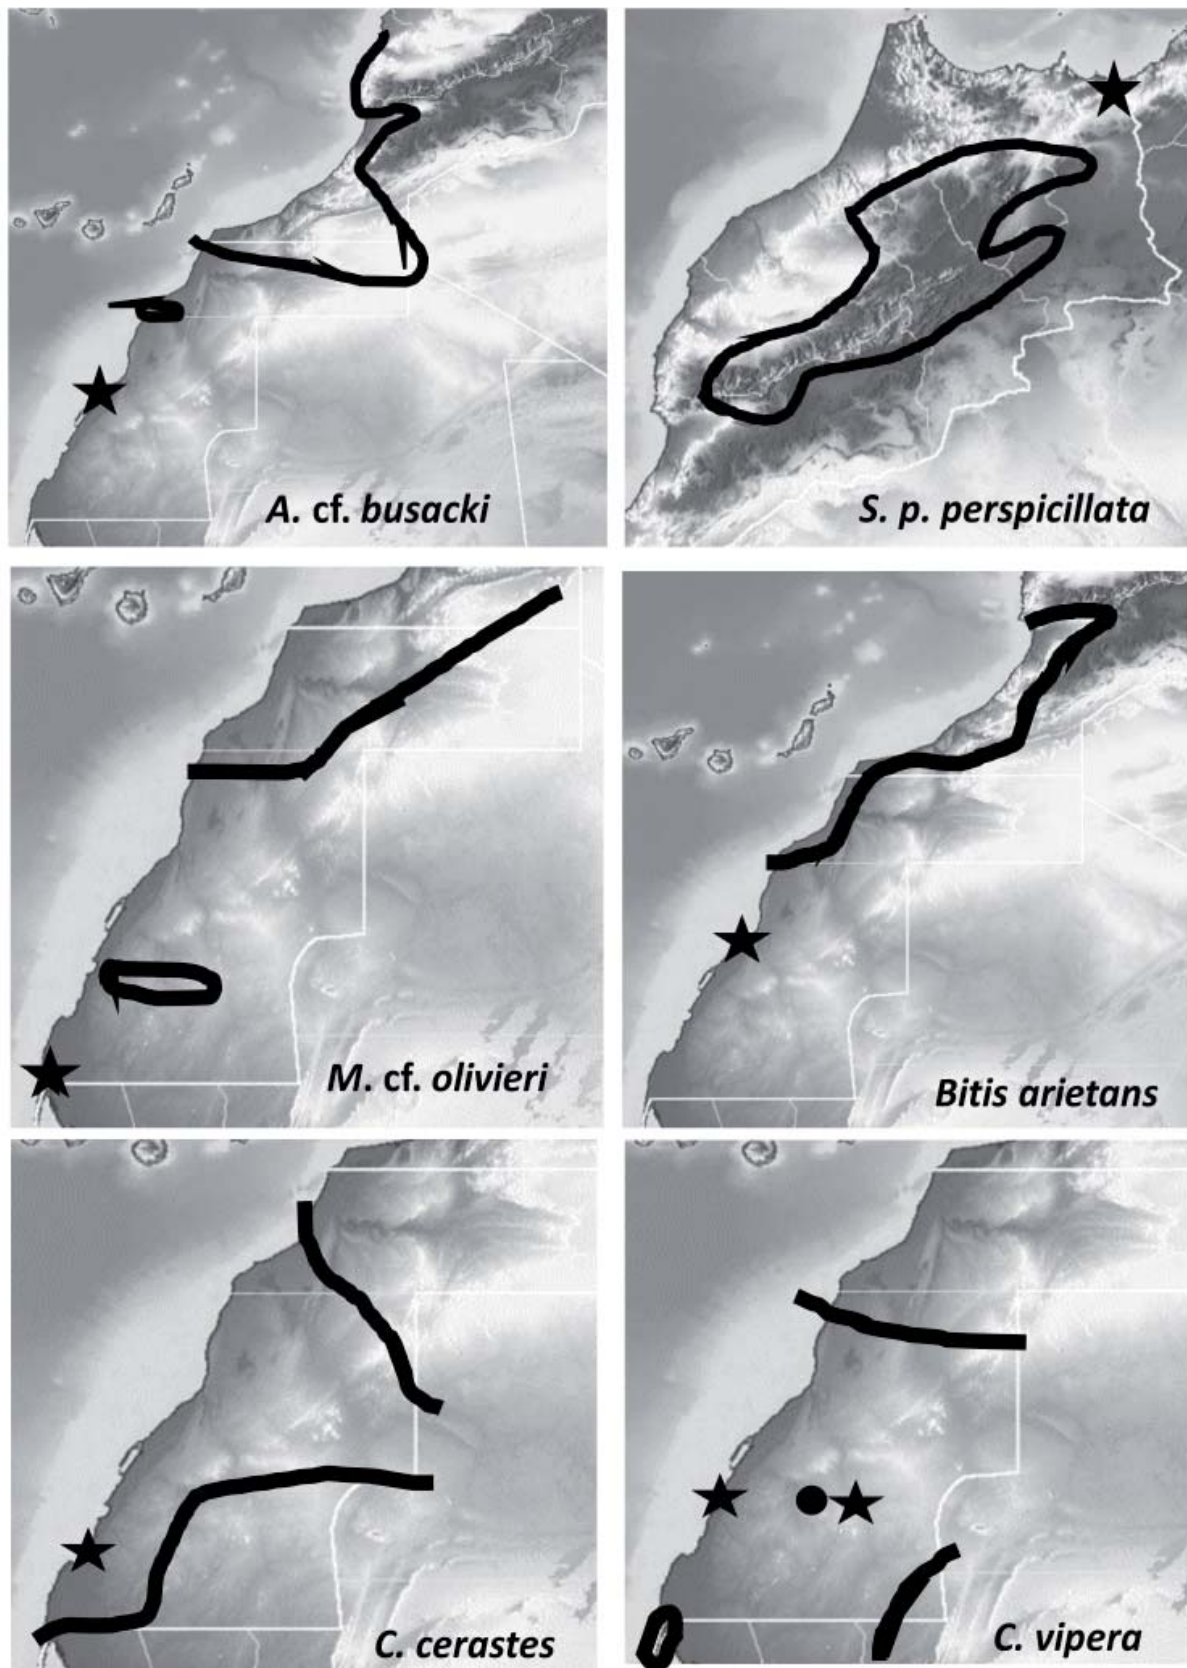 A. cf. busacki
S. p. perspicillata
M. cf. olivieri
Bitis arietans
C. cerastes
C. vipera